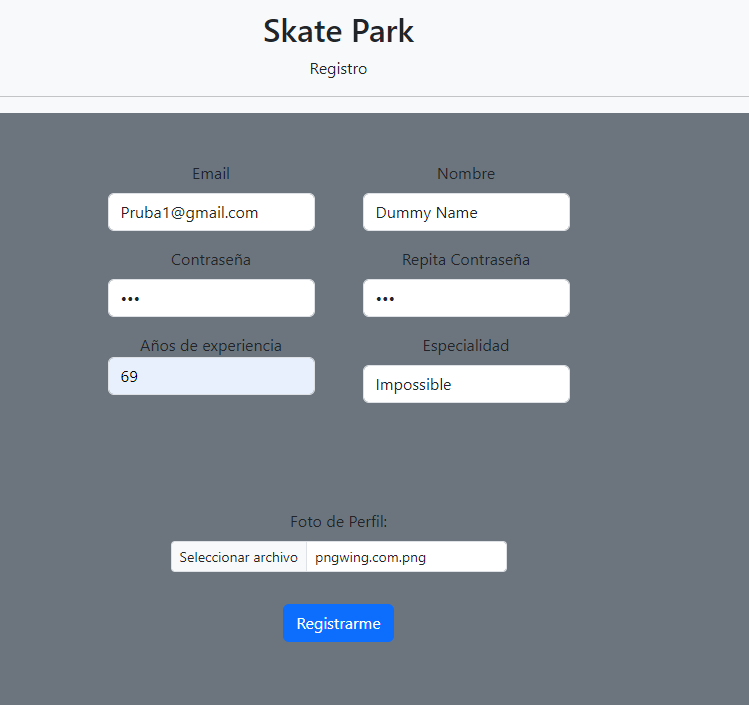 Skate Park
Registro
Email
Nombre
Pruba1@gmail.com
Dummy Name
Contraseña
Repita Contraseña
•••
•••
Años de experiencia
Especialidad
69
Impossible
Foto de Perfil:
Seleccionar archivo pngwing.com.png
Registrarme